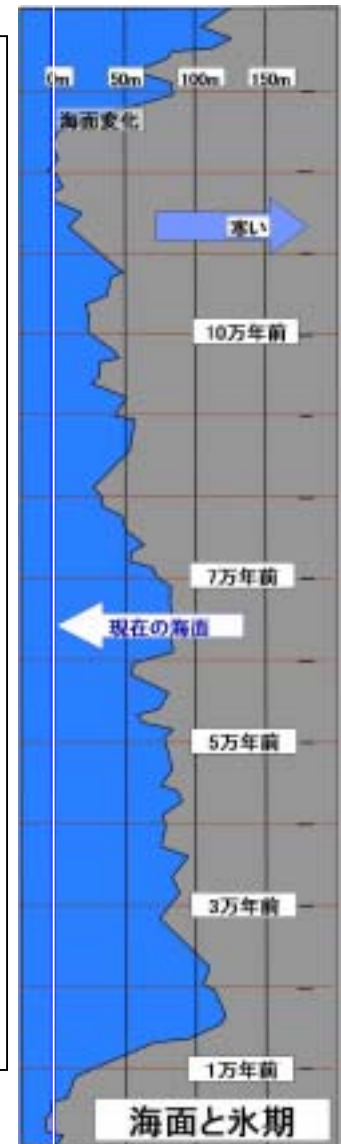 0m 50m 100m 150m
海面変化
寒い
10万年前
7万年前
現在の海面
5万年前
3万年前
1万年前
海面と氷期